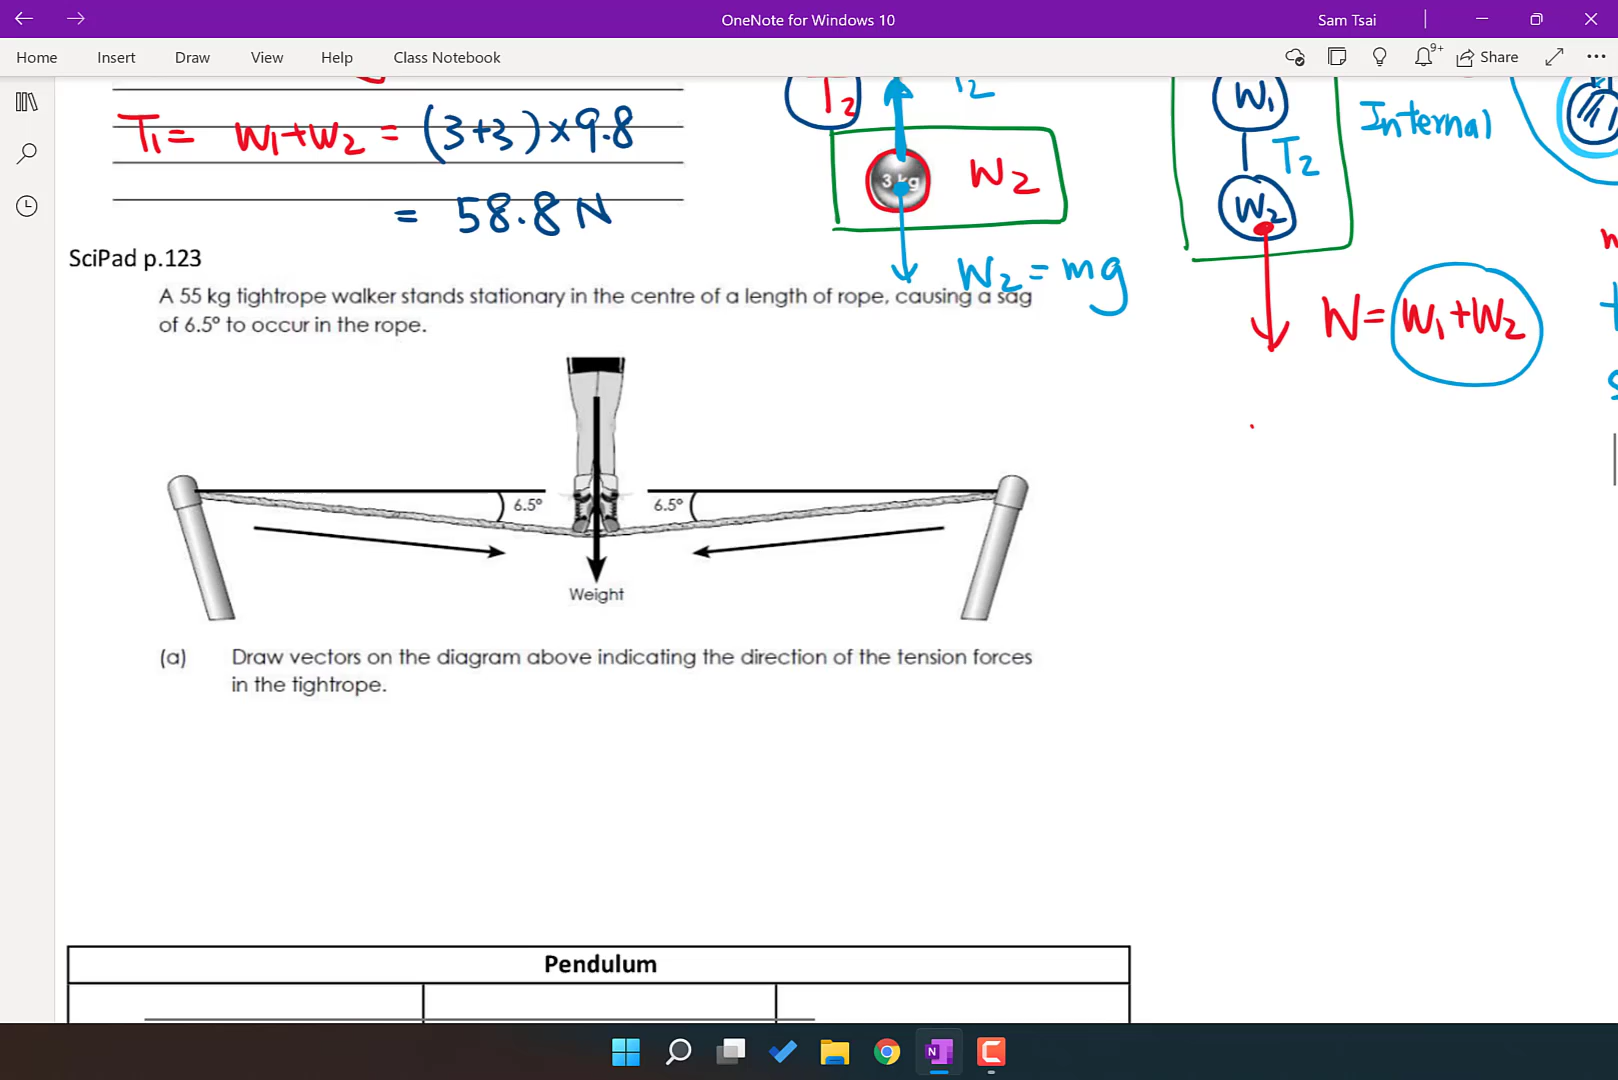 OneNote for Windows 10
Sam Tsai
Home Insert Draw View Help Class Notebook
9+
Share
T₁ = W₁+W₂ = (3+3)×9.8
= 58.8 N
T₂
T₂
3 kg
W₂
W₂ = mg
W₁
T₂
W₂
Internal
W = W₁+W₂
SciPad p.123
A 55 kg tightrope walker stands stationary in the centre of a length of rope, causing a sag
of 6.5° to occur in the rope.
6.5°
6.5°
Weight
(a) Draw vectors on the diagram above indicating the direction of the tension forces
in the tightrope.
Pendulum